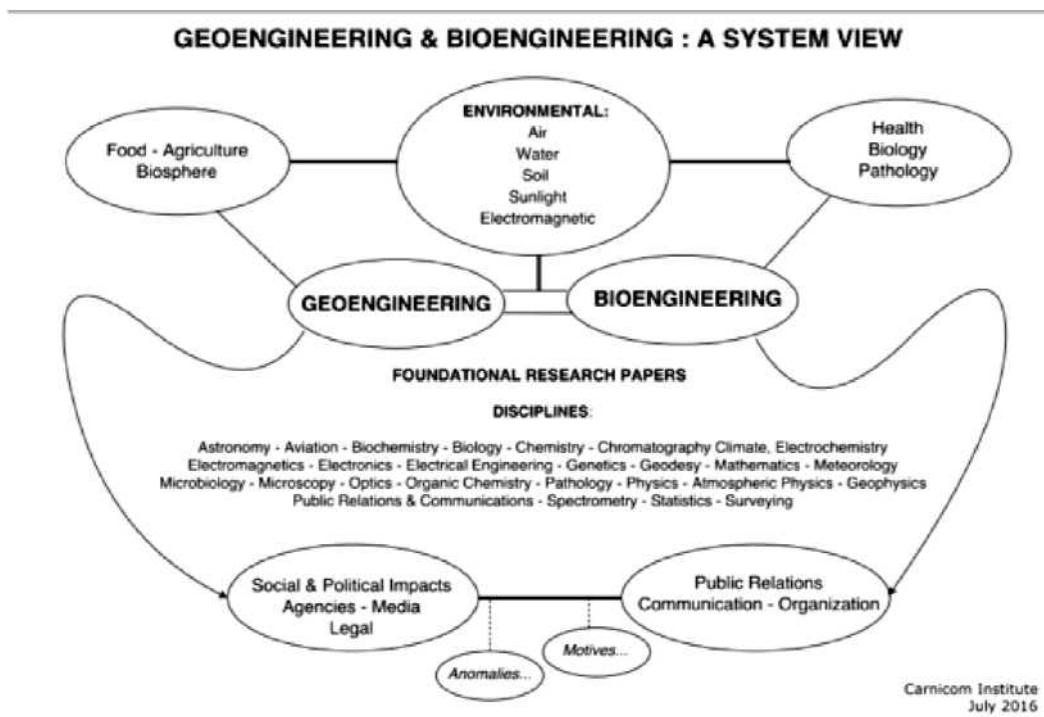 GEOENGINEERING & BIOENGINEERING : A SYSTEM VIEW
Food - Agriculture
Biosphere
ENVIRONMENTAL:
Air
Water
Soil
Sunlight
Electromagnetic
Health
Biology
Pathology
GEOENGINEERING
BIOENGINEERING
FOUNDATIONAL RESEARCH PAPERS
DISCIPLINES:
Astronomy - Aviation - Biochemistry - Biology - Chemistry - Chromatography Climate, Electrochemistry
Electromagnetics - Electronics - Electrical Engineering - Genetics - Geodesy - Mathematics - Meteorology
Microbiology - Microscopy - Optics - Organic Chemistry - Pathology - Physics - Atmospheric Physics - Geophysics
Public Relations & Communications - Spectrometry - Statistics - Surveying
Social & Political Impacts
Agencies - Media
Legal
Public Relations
Communication - Organization
Anomalies...
Motives...
Carnicom Institute
July 2016